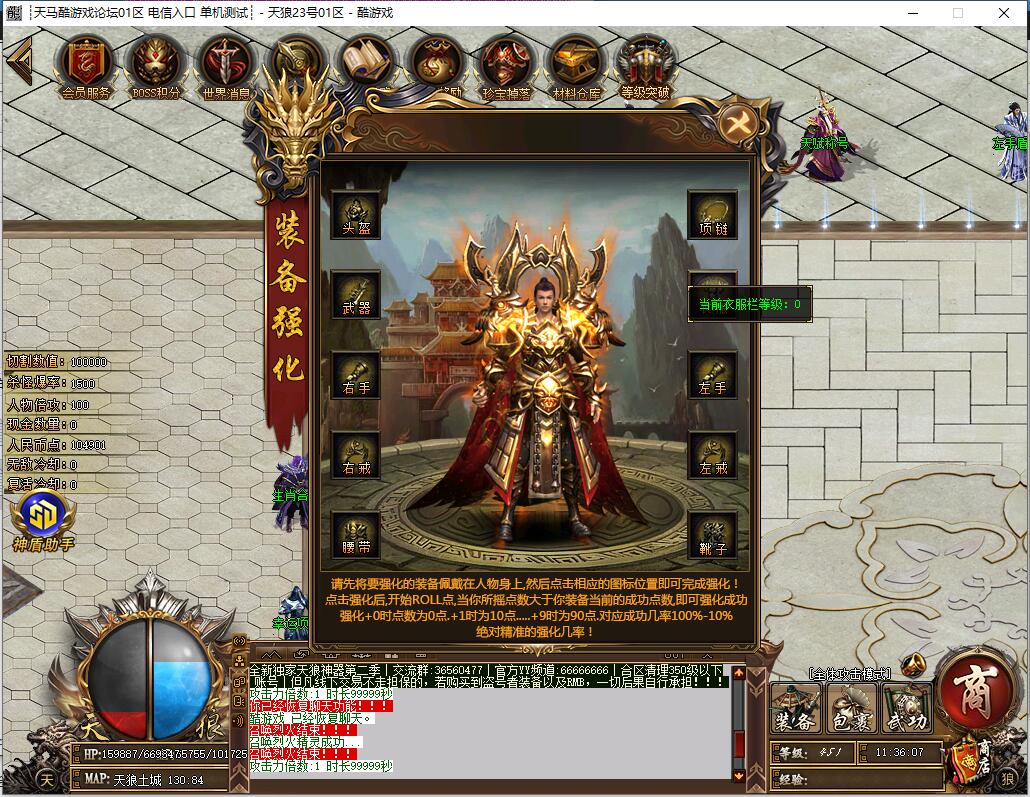 天马酷游戏论坛01区 电信入口 单机测试 - 天狼23号01区 - 酷游戏
会员服务
BOSS积分
世界消息
珍宝掉落
材料仓库
等级突破
天赋称号
左手盾
装备强化
头盔
项链
武器
当前衣服栏等级: 0
右手
左手
右戒
左戒
腰带
靴子
切割数值: 100000
杀怪爆率: 1500
人物倍攻: 100
现金数量: 0
人民币点: 104901
无敌冷却: 0
复活冷却: 0
神盾助手
生肖合
幸运项
请先将要强化的装备佩戴在人物身上,然后点击相应的图标位置即可完成强化！
点击强化后,开始ROLL点,当你所摇点数大于你装备当前的成功点数,即可强化成功
强化+0时点数为0点.+1时为10点.....+9时为90点.对应成功几率100%-10%
绝对精准的强化几率！
全新独家天狼神器第二季|交流群:36560477|官方YY频道:66666666|合区清理350级以下
账号|但凡线下交易不走担保的，若购买到盗号者装备以及RMB，一切后果自行承担！！！
攻击力倍数:1 时长99999秒
你已经恢复聊天功能！！！
酷游戏 已经恢复聊天。
召唤烈火结束！！！
召唤烈火精灵成功...
召唤烈火结束！！！
攻击力倍数:1 时长99999秒
[全体攻击模式]
装备
包裹
武功
商
天
狼
等级: 451
11:36:07
经验:
商店
天
狼
MAP: 天狼土城 130:84